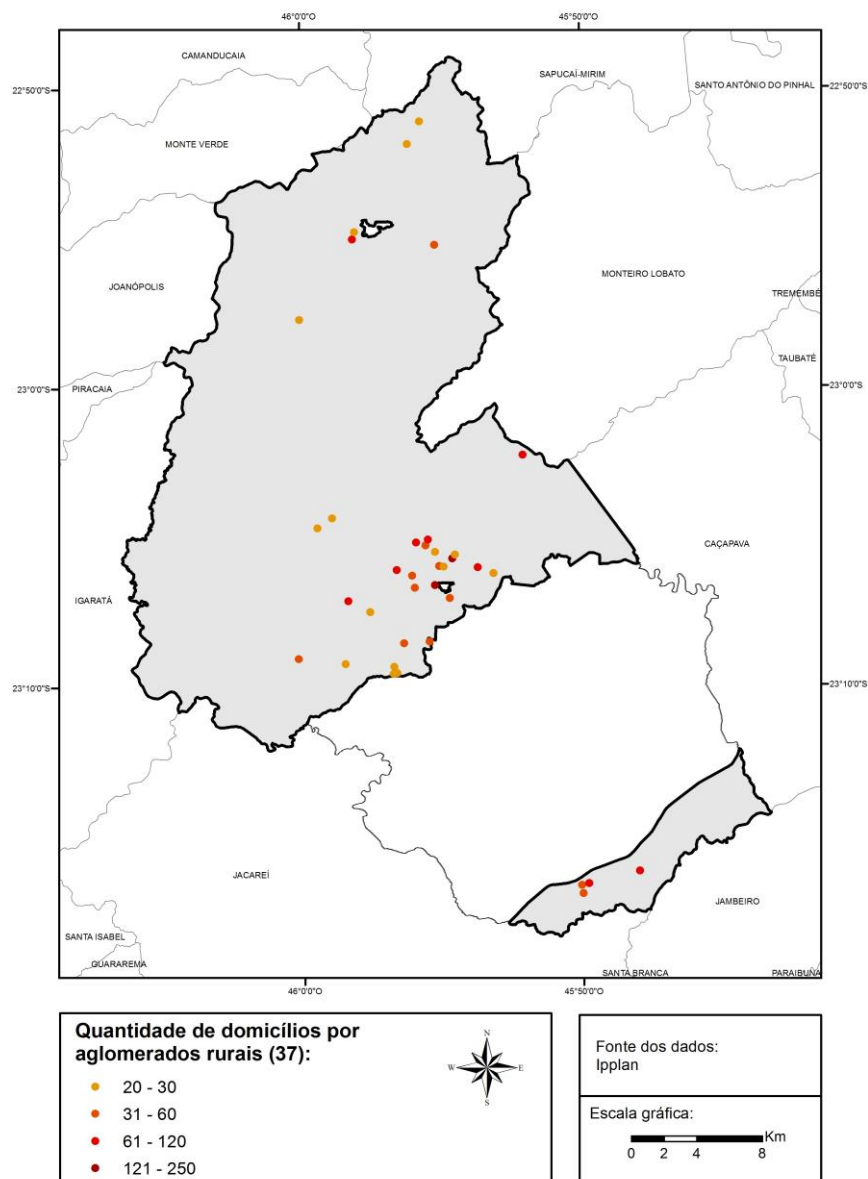 46°0'0"O
45°50'0"O
CAMANDUCAIA
SAPUCAÍ-MIRIM
SANTO ANTÔNIO DO PINHAL
22°50'0"S
22°50'0"S
MONTE VERDE
JOANÓPOLIS
MONTEIRO LOBATO
TREMEMBÉ
TAUBATÉ
PIRACAIA
23°0'0"S
23°0'0"S
CAÇAPAVA
IGARATÁ
23°10'0"S
23°10'0"S
JACAREÍ
JAMBEIRO
SANTA ISABEL
GUARAREMA
SANTA BRANCA
PARAIBUNA
46°0'0"O
45°50'0"O
Quantidade de domicílios por
aglomerados rurais (37):
20 - 30
31 - 60
61 - 120
121 - 250
N
W
E
S
Fonte dos dados:
Ipplan
Escala gráfica:
Km
0 2 4 8